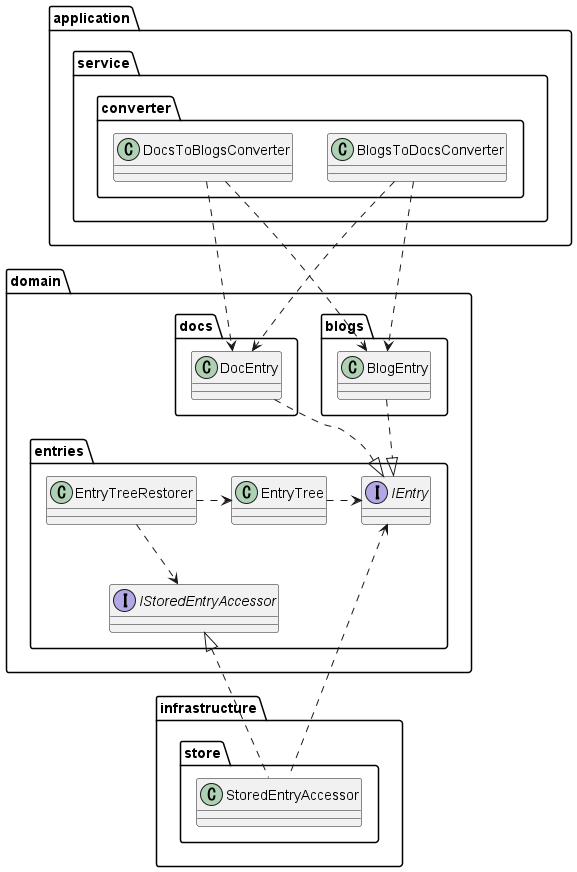 application
service
converter
C DocsToBlogsConverter
C BlogsToDocsConverter
domain
docs
blogs
C DocEntry
C BlogEntry
entries
C EntryTreeRestorer
C EntryTree
I IEntry
I IStoredEntryAccessor
infrastructure
store
C StoredEntryAccessor